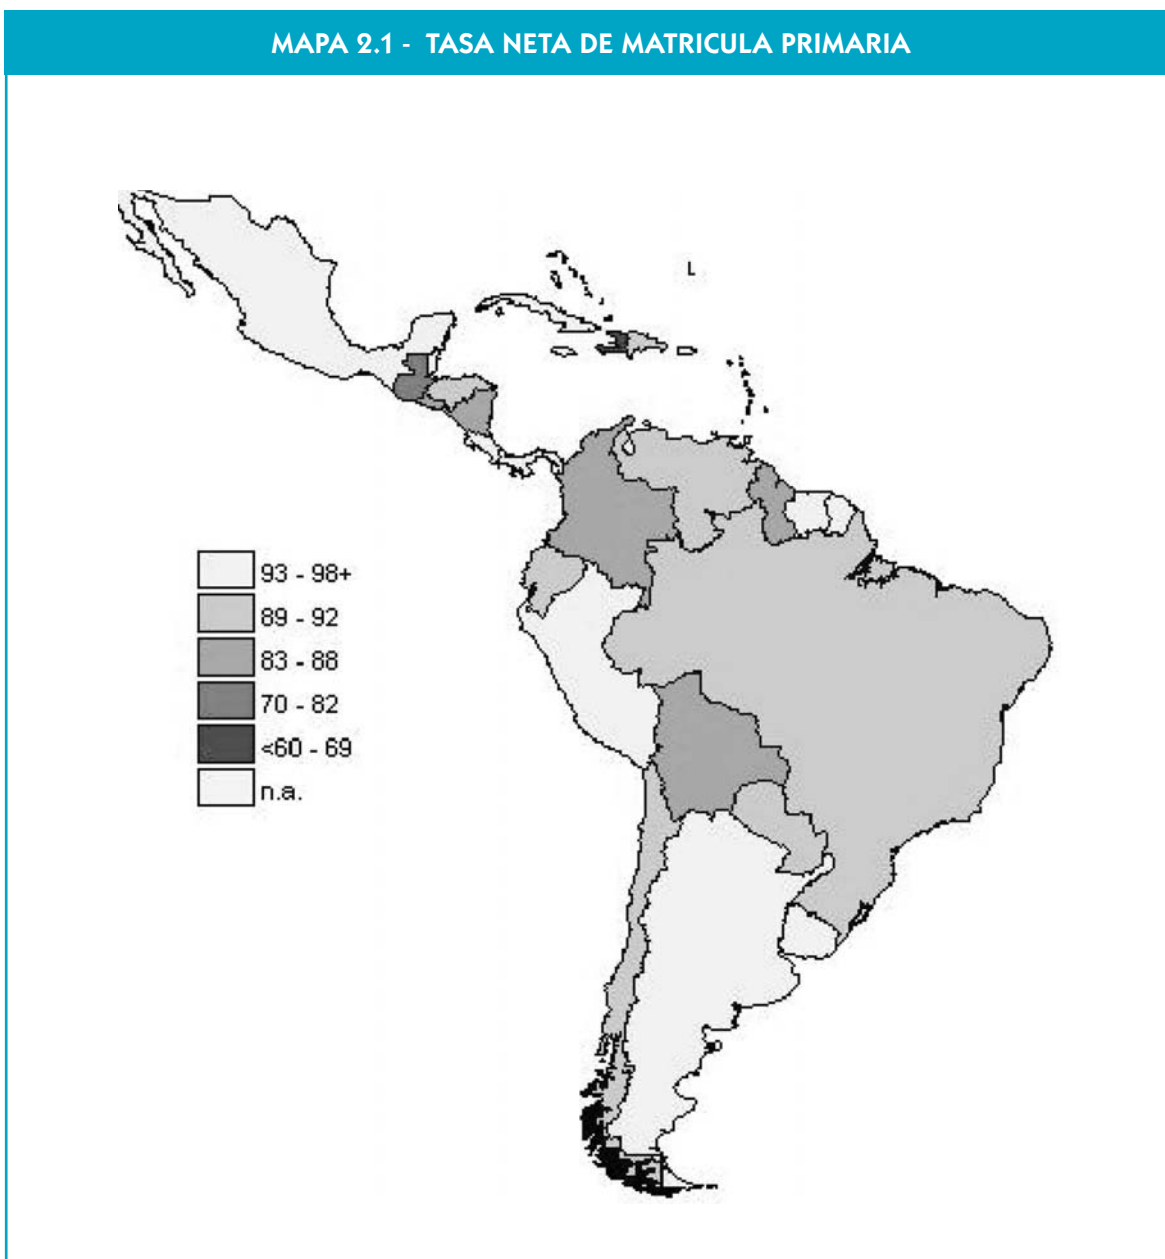 MAPA 2.1 - TASA NETA DE MATRICULA PRIMARIA
L
93 - 98+
89 - 92
83 - 88
70 - 82
<60 - 69
n.a.